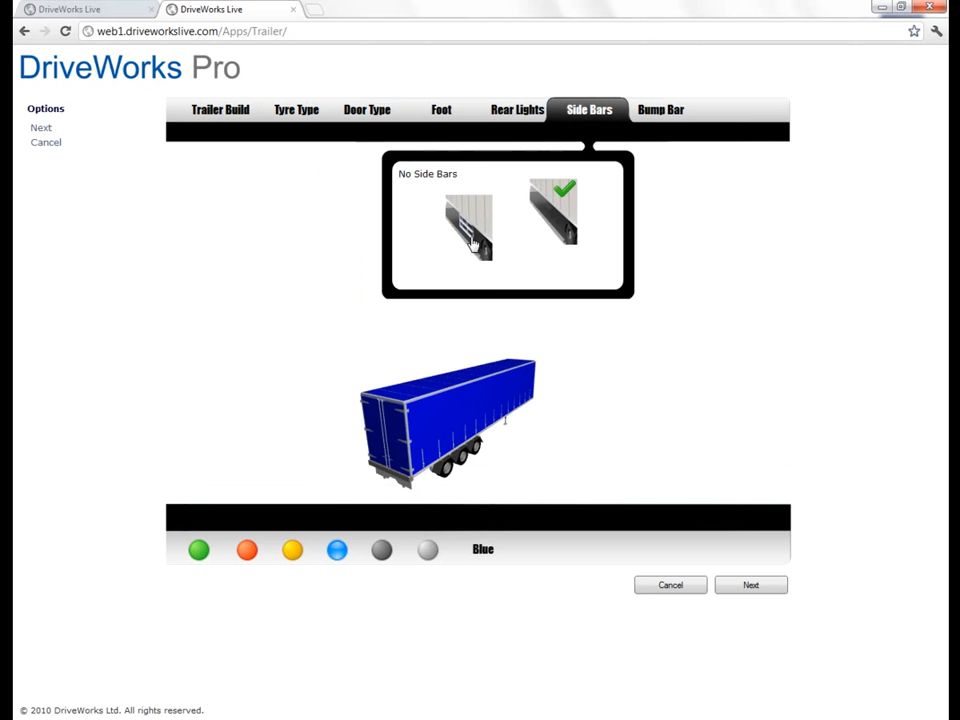 DriveWorks Live
DriveWorks Live
web1.driveworkslive.com/Apps/Trailer/
DriveWorks Pro
Options
Next
Cancel
Trailer Build Tyre Type Door Type Foot Rear Lights Side Bars Bump Bar
No Side Bars
Blue
Cancel Next
© 2010 DriveWorks Ltd. All rights reserved.